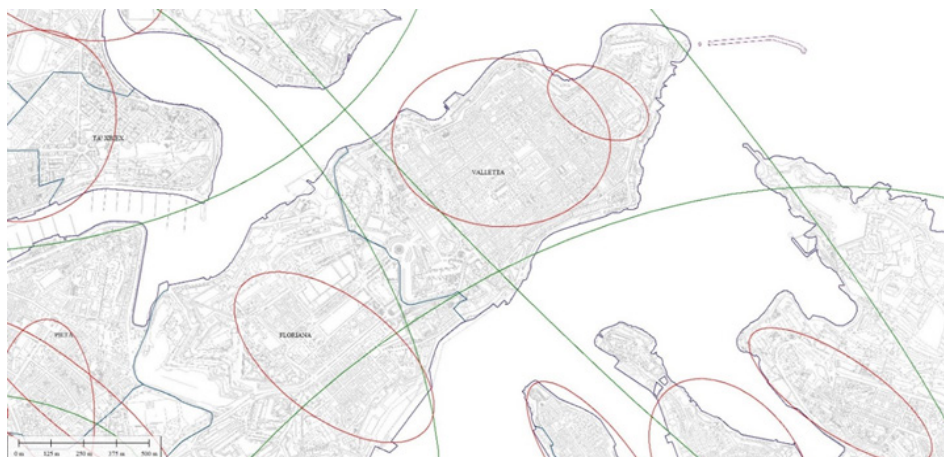 TA' XBIEX
VALLETTA
FLORIANA
PIETA
0 m 125 m 250 m 375 m 500 m